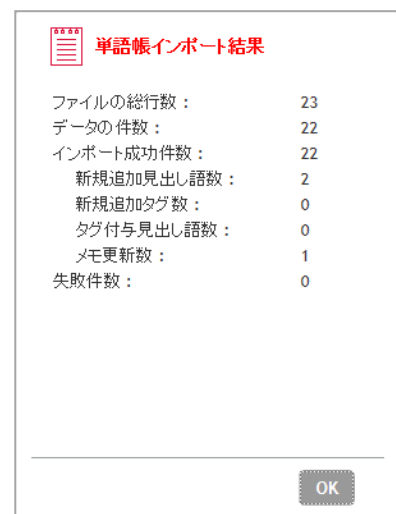 単語帳インポート結果
ファイルの総行数： 23
データの件数： 22
インポート成功件数： 22
新規追加見出し語数： 2
新規追加タグ数： 0
タグ付与見出し語数： 0
メモ更新数： 1
失敗件数： 0
OK